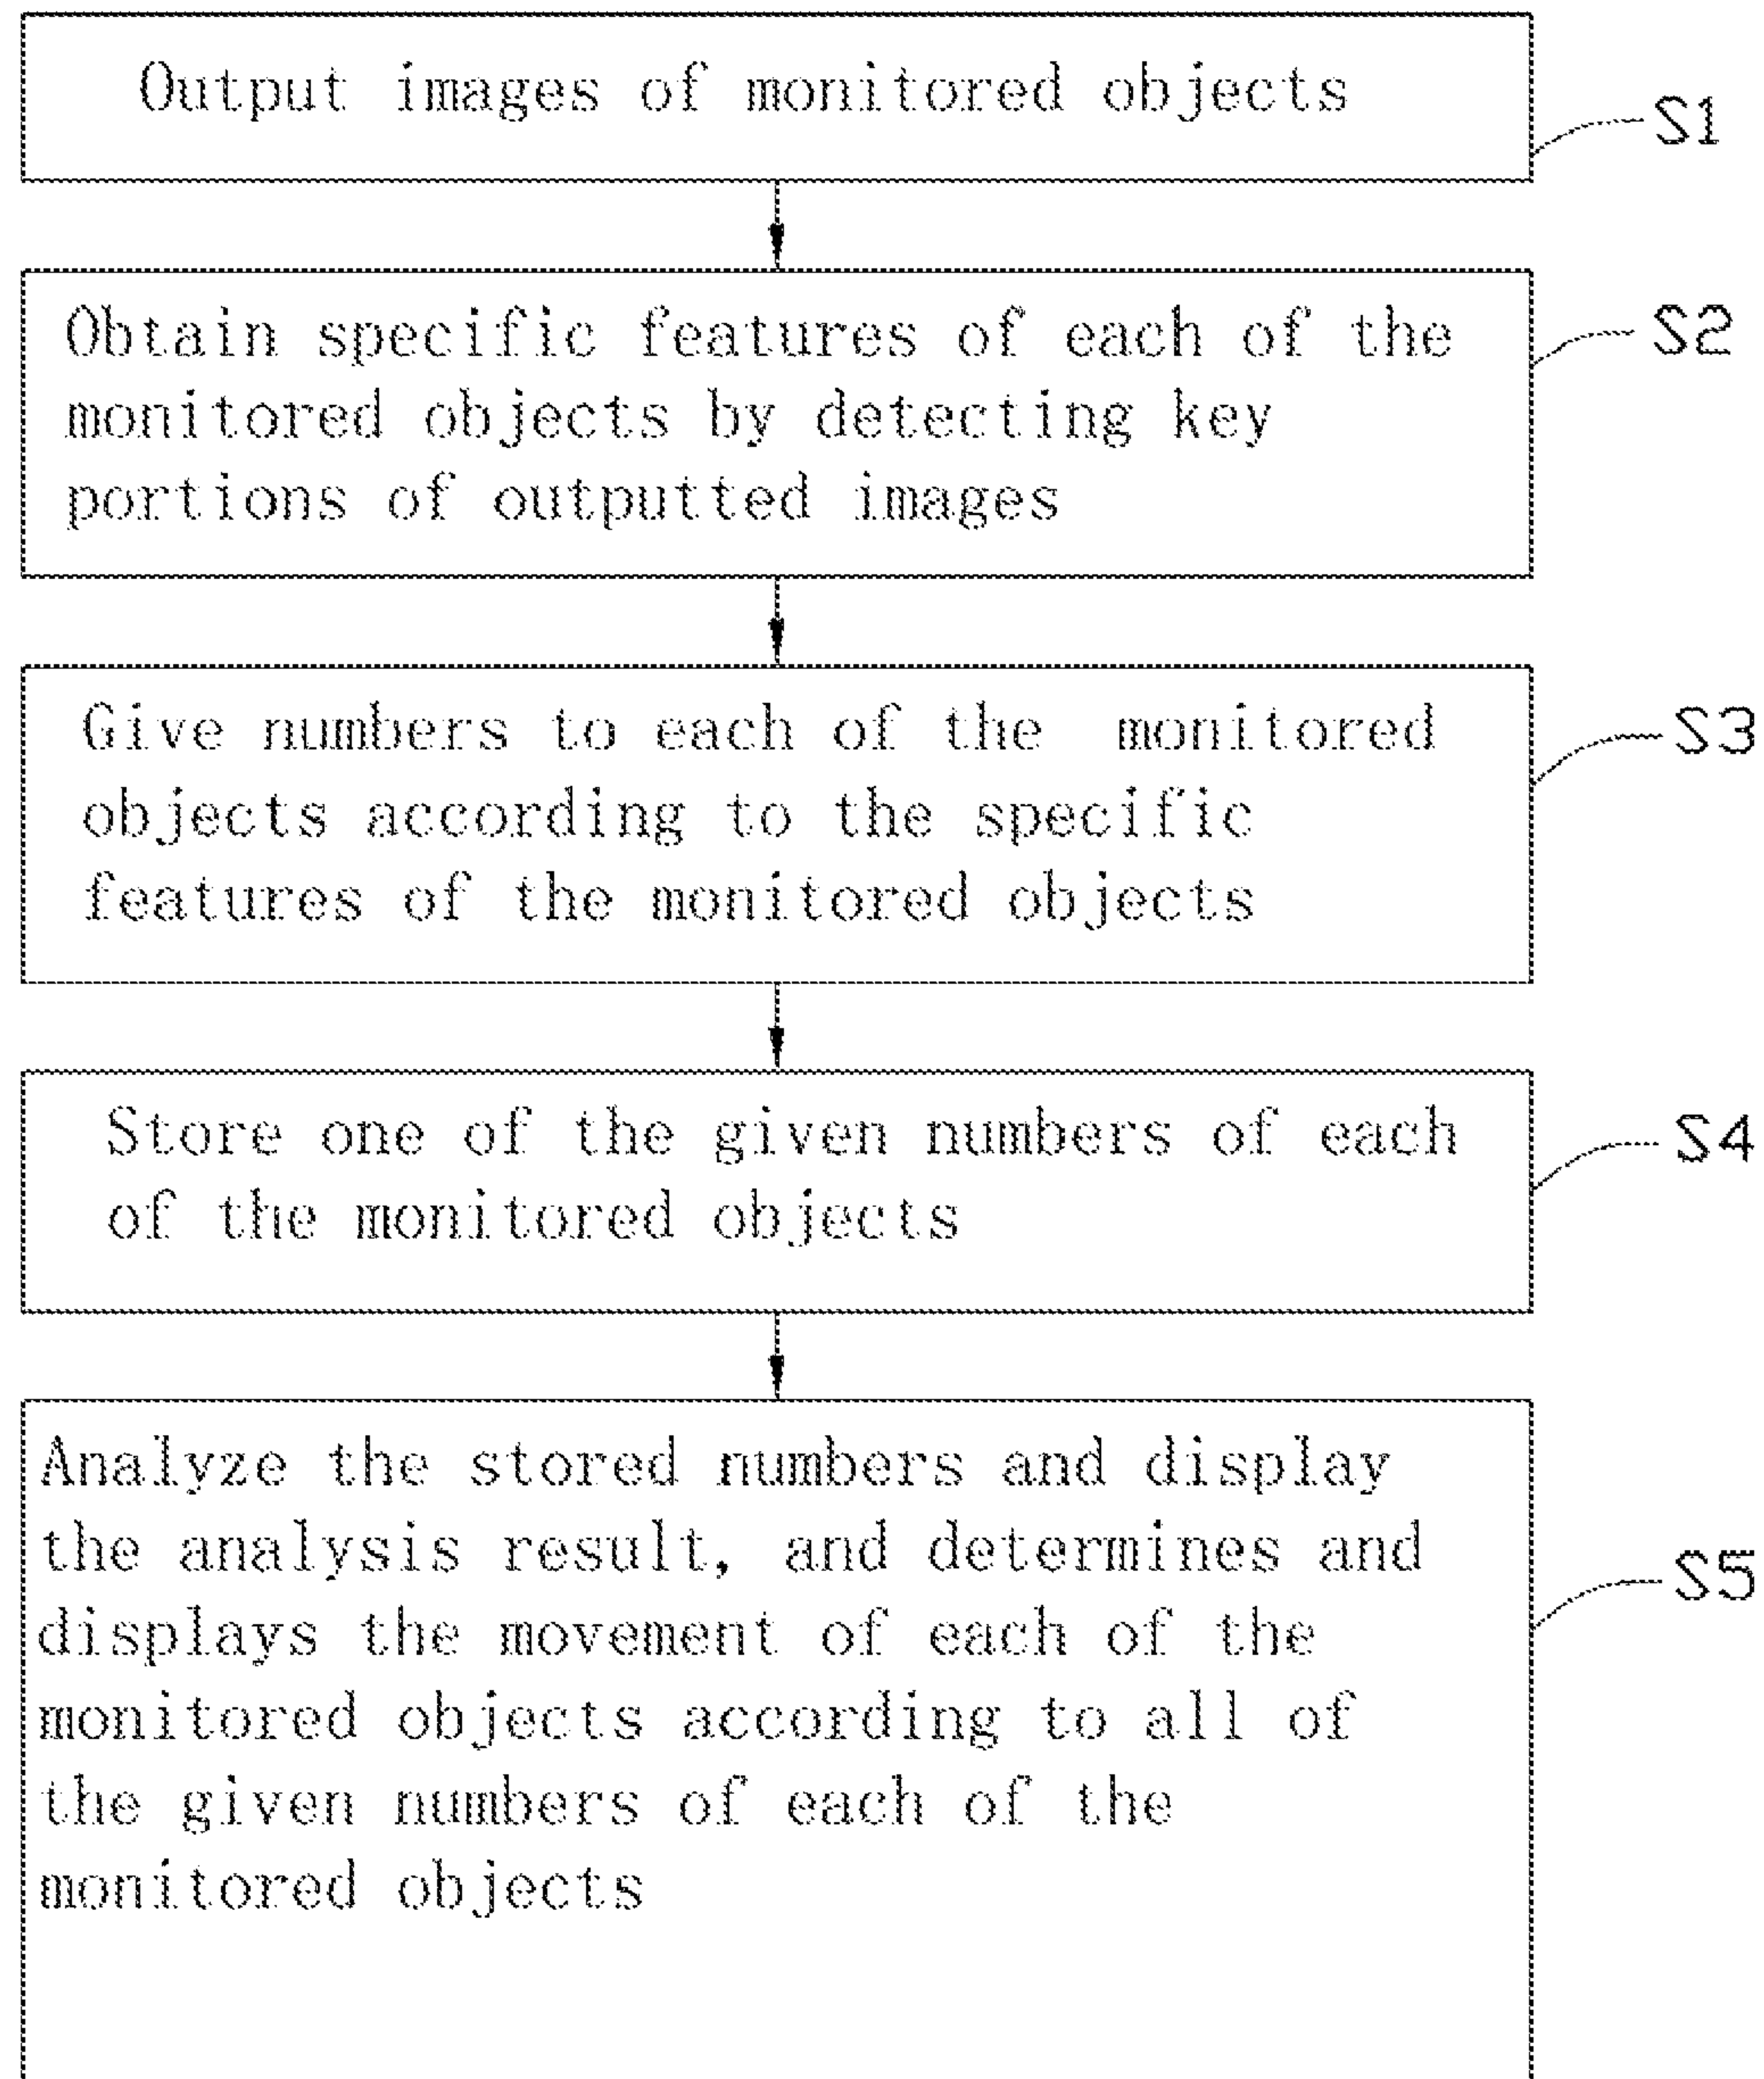 Output images of monitored objects
S1
Obtain specific features of each of the
monitored objects by detecting key
portions of outputted images
S2
Give numbers to each of the monitored
objects according to the specific
features of the monitored objects
S3
Store one of the given numbers of each
of the monitored objects
S4
Analyze the stored numbers and display
the analysis result, and determines and
displays the movement of each of the
monitored objects according to all of
the given numbers of each of the
monitored objects
S5